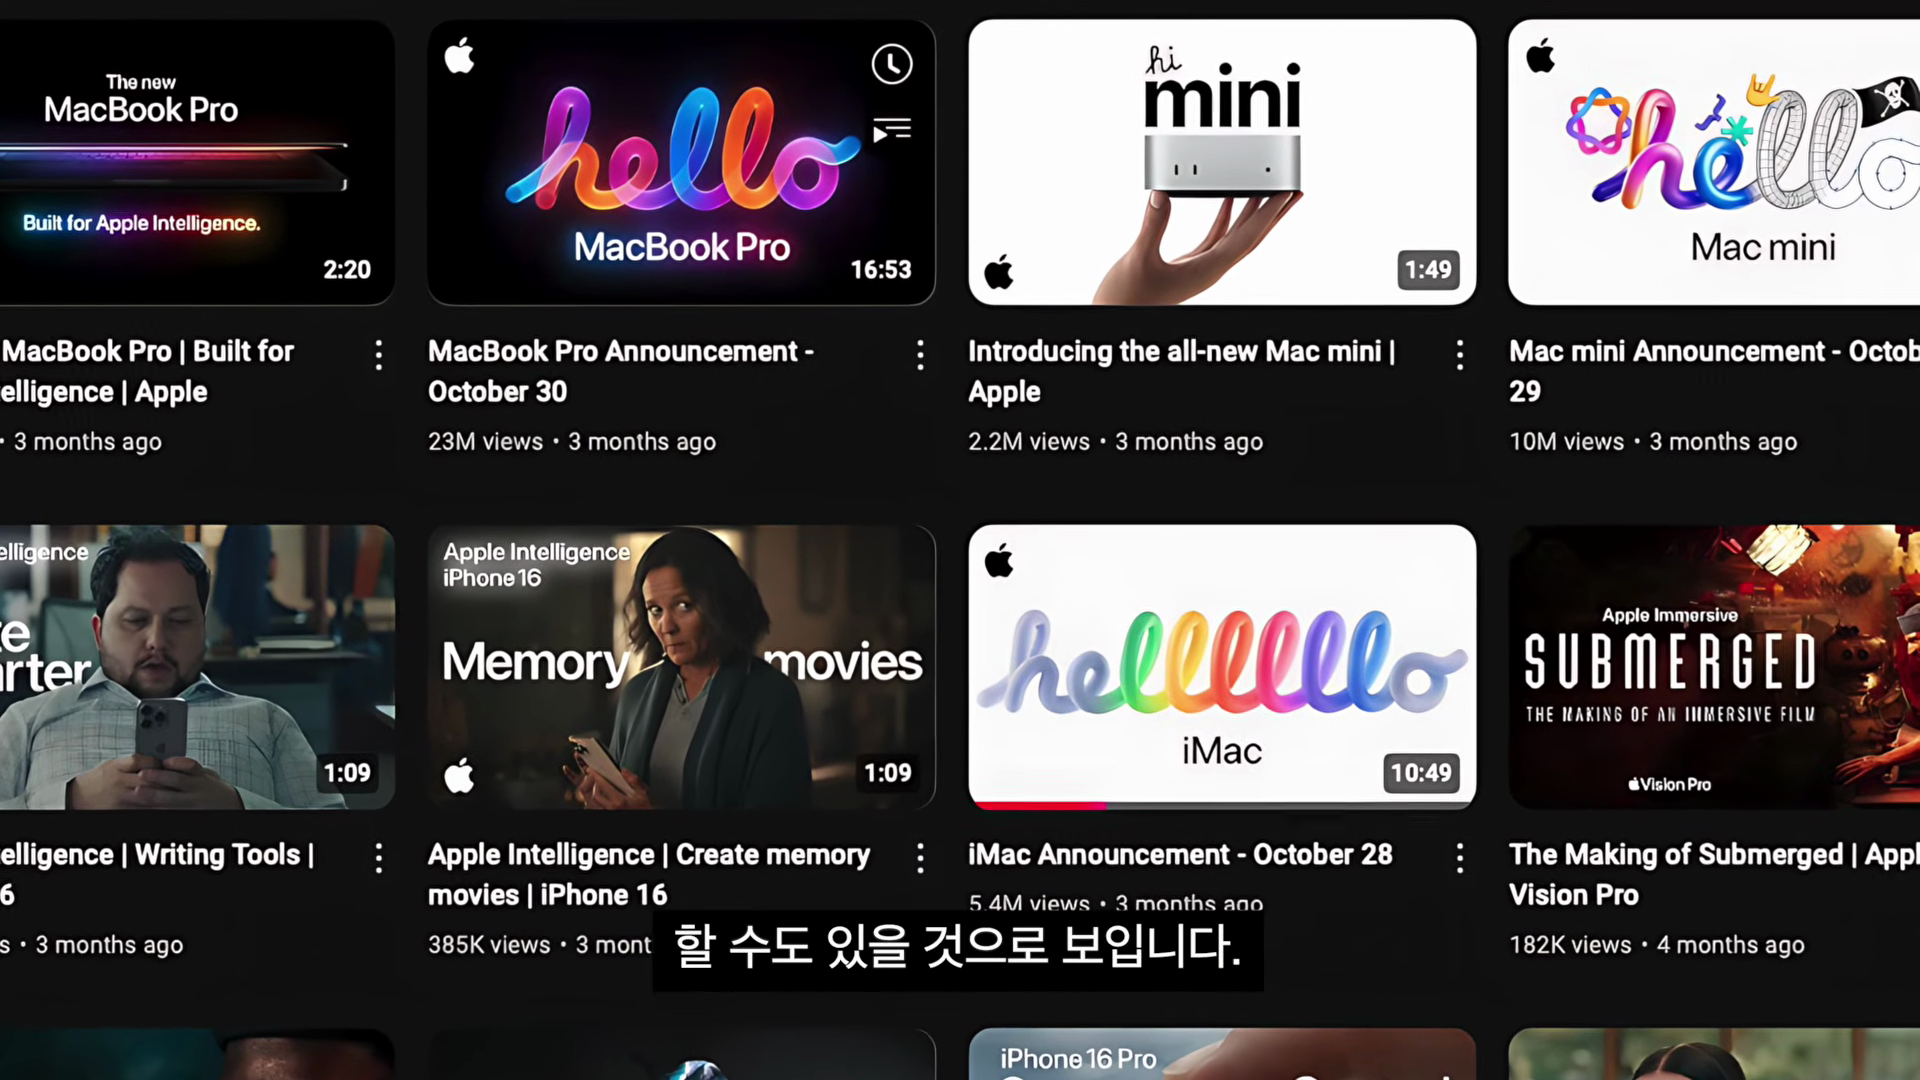 The new
MacBook Pro
Built for Apple Intelligence.
2:20
MacBook Pro | Built for
elligence | Apple
• 3 months ago
hello
MacBook Pro
16:53
MacBook Pro Announcement -
October 30
23M views • 3 months ago
hi
mini
1:49
Introducing the all-new Mac mini |
Apple
2.2M views • 3 months ago
hello
Mac mini
Mac mini Announcement - Octob
29
10M views • 3 months ago
elligence
te
arter
1:09
elligence | Writing Tools |
6
s • 3 months ago
Apple Intelligence
iPhone 16
Memory movies
1:09
Apple Intelligence | Create memory
movies | iPhone 16
385K views • 3 mont
helllllllo
iMac
10:49
iMac Announcement - October 28
5.4M views • 3 months ago
Apple Immersive
SUBMERGED
THE MAKING OF AN IMMERSIVE FILM
Vision Pro
The Making of Submerged | Appl
Vision Pro
182K views • 4 months ago
할 수도 있을 것으로 보입니다.
iPhone 16 Pro